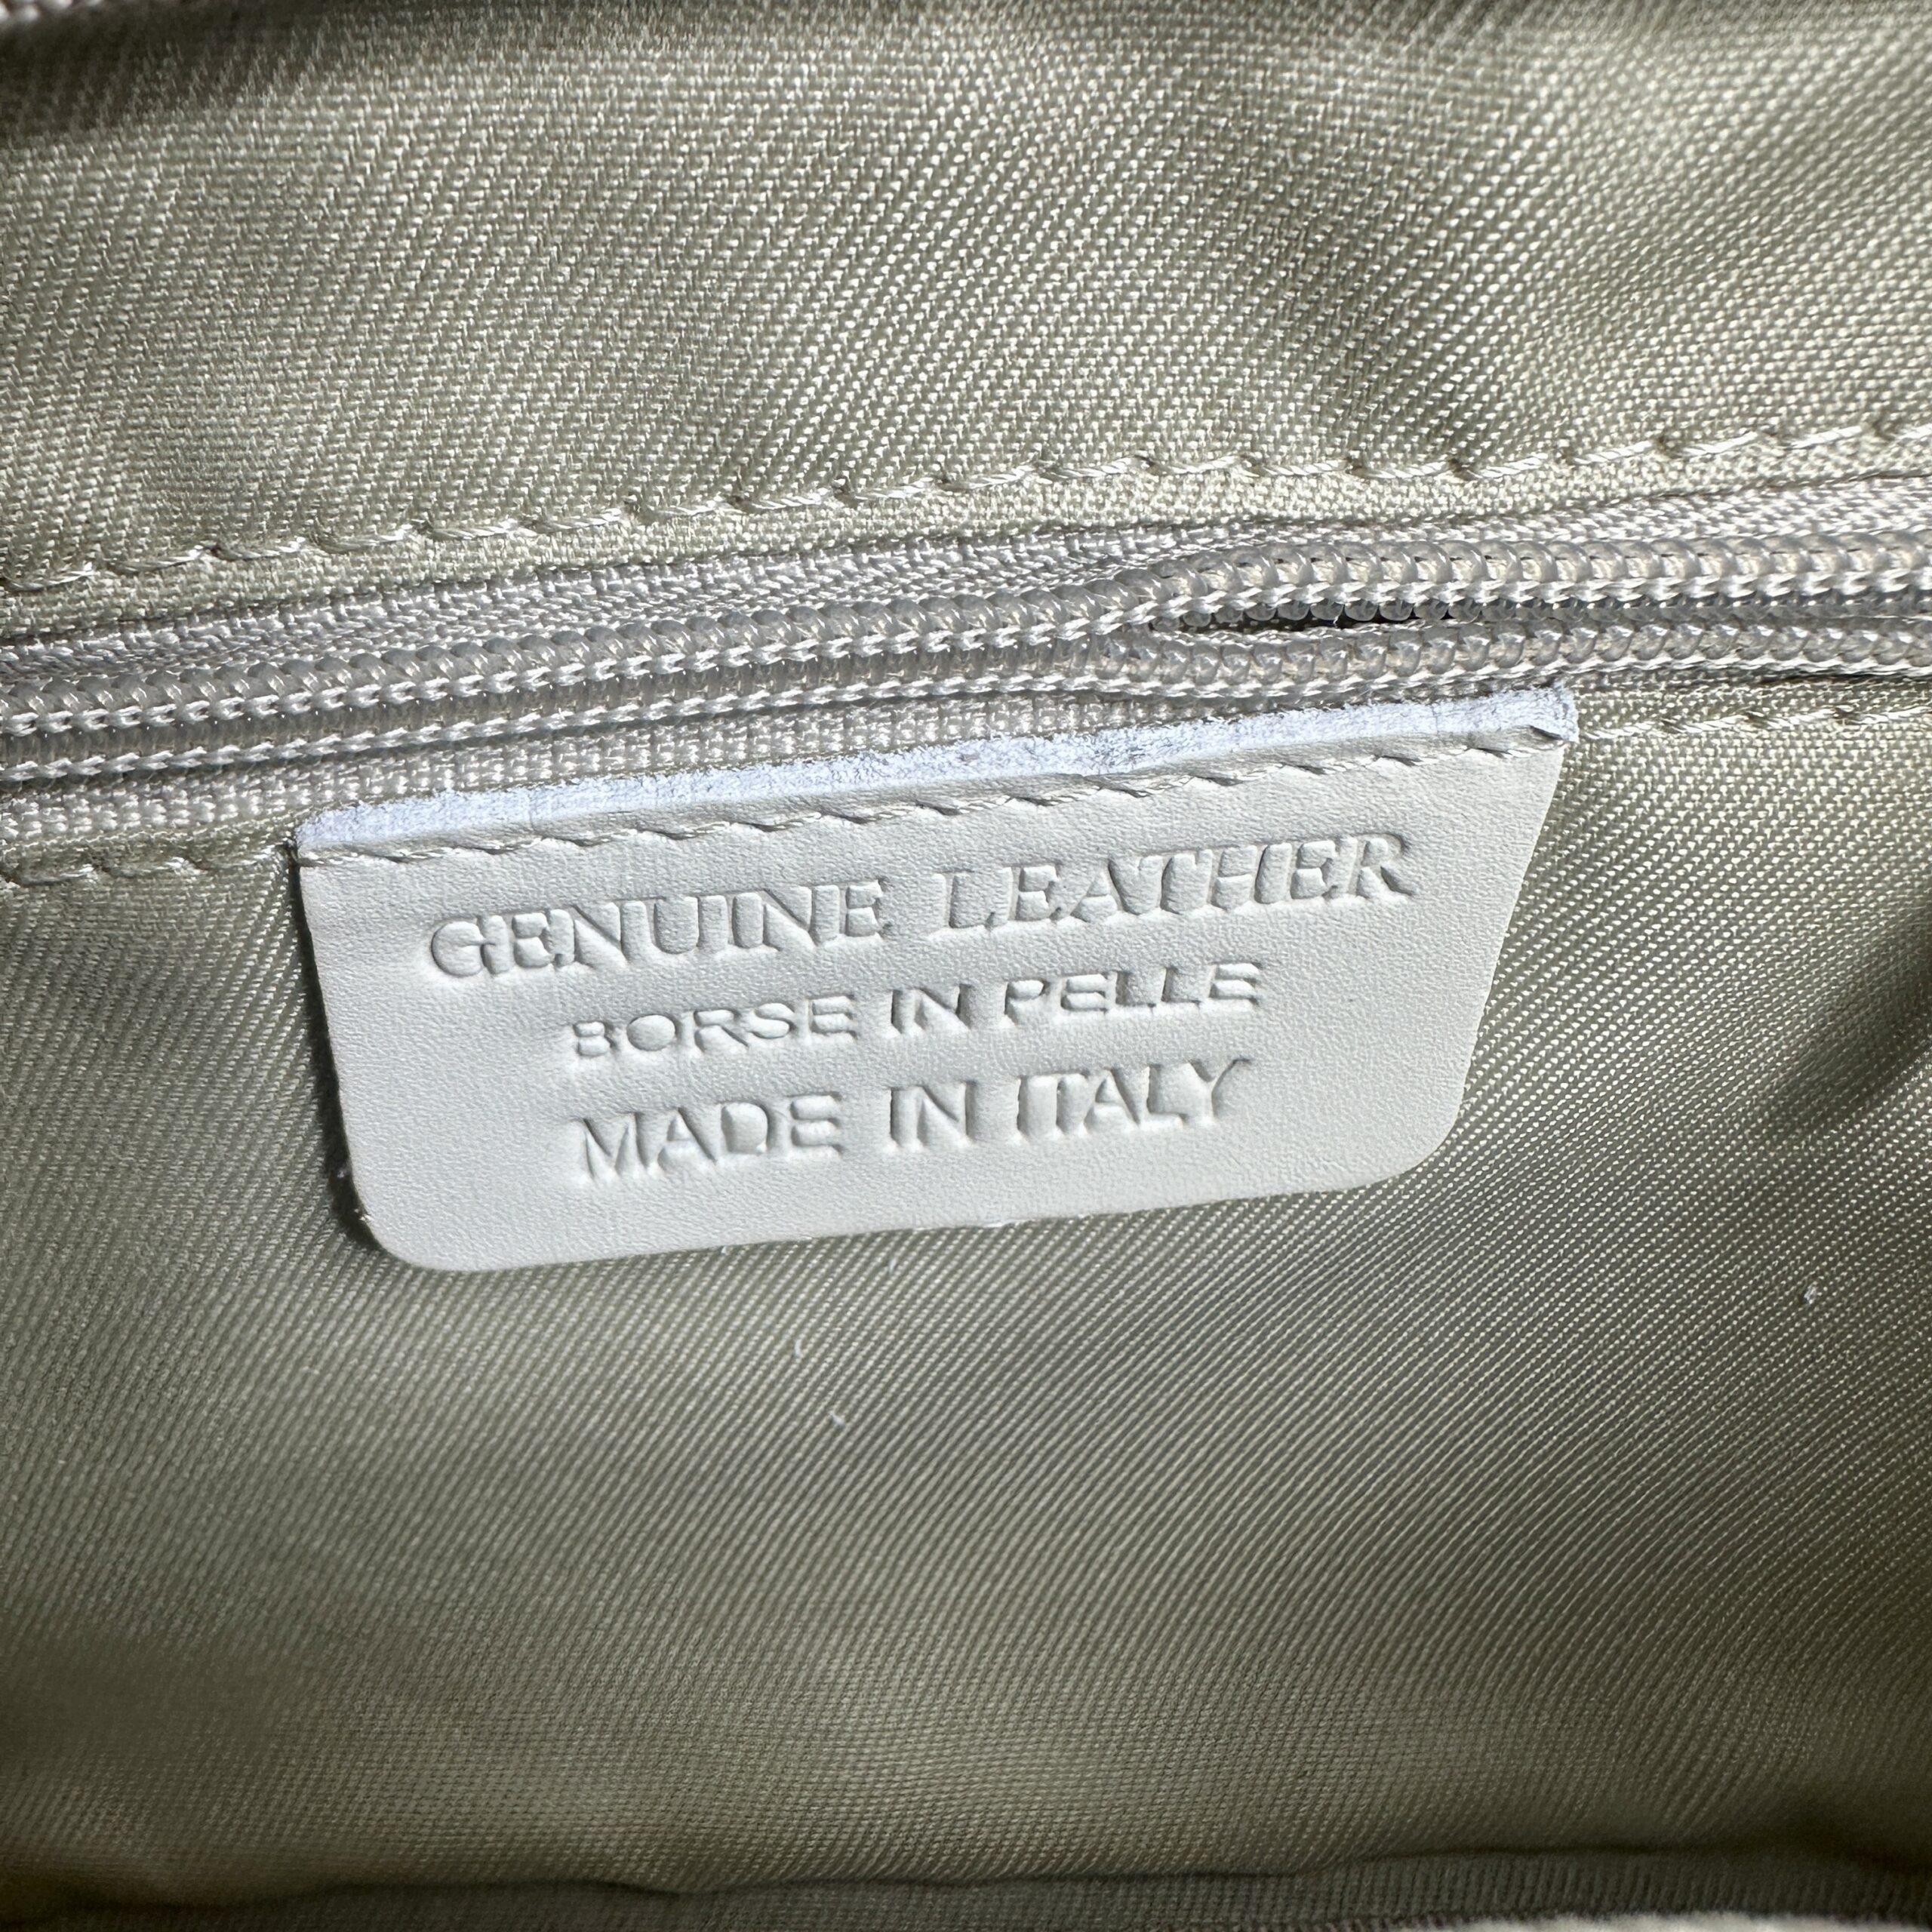 GENUINE LEATHER
BORSE IN PELLE
MADE IN ITALY